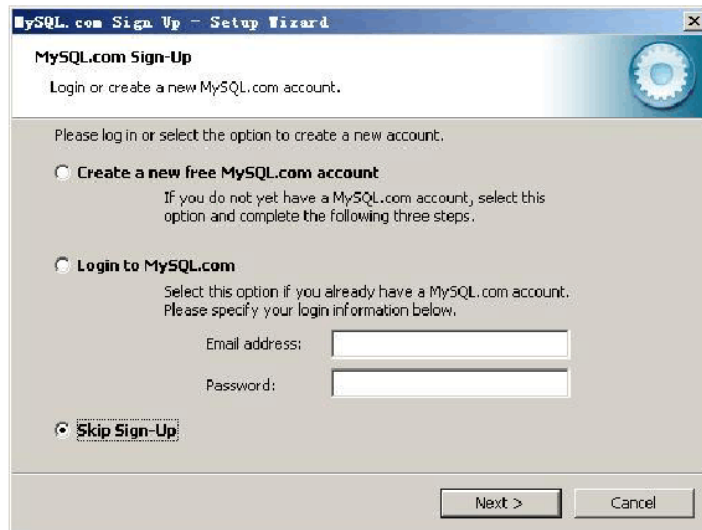 MySQL.com Sign Up - Setup Wizard
MySQL.com Sign-Up
Login or create a new MySQL.com account.
Please log in or select the option to create a new account.
Create a new free MySQL.com account
If you do not yet have a MySQL.com account, select this
option and complete the following three steps.
Login to MySQL.com
Select this option if you already have a MySQL.com account.
Please specify your login information below.
Email address:
Password:
Skip Sign-Up
Next > Cancel